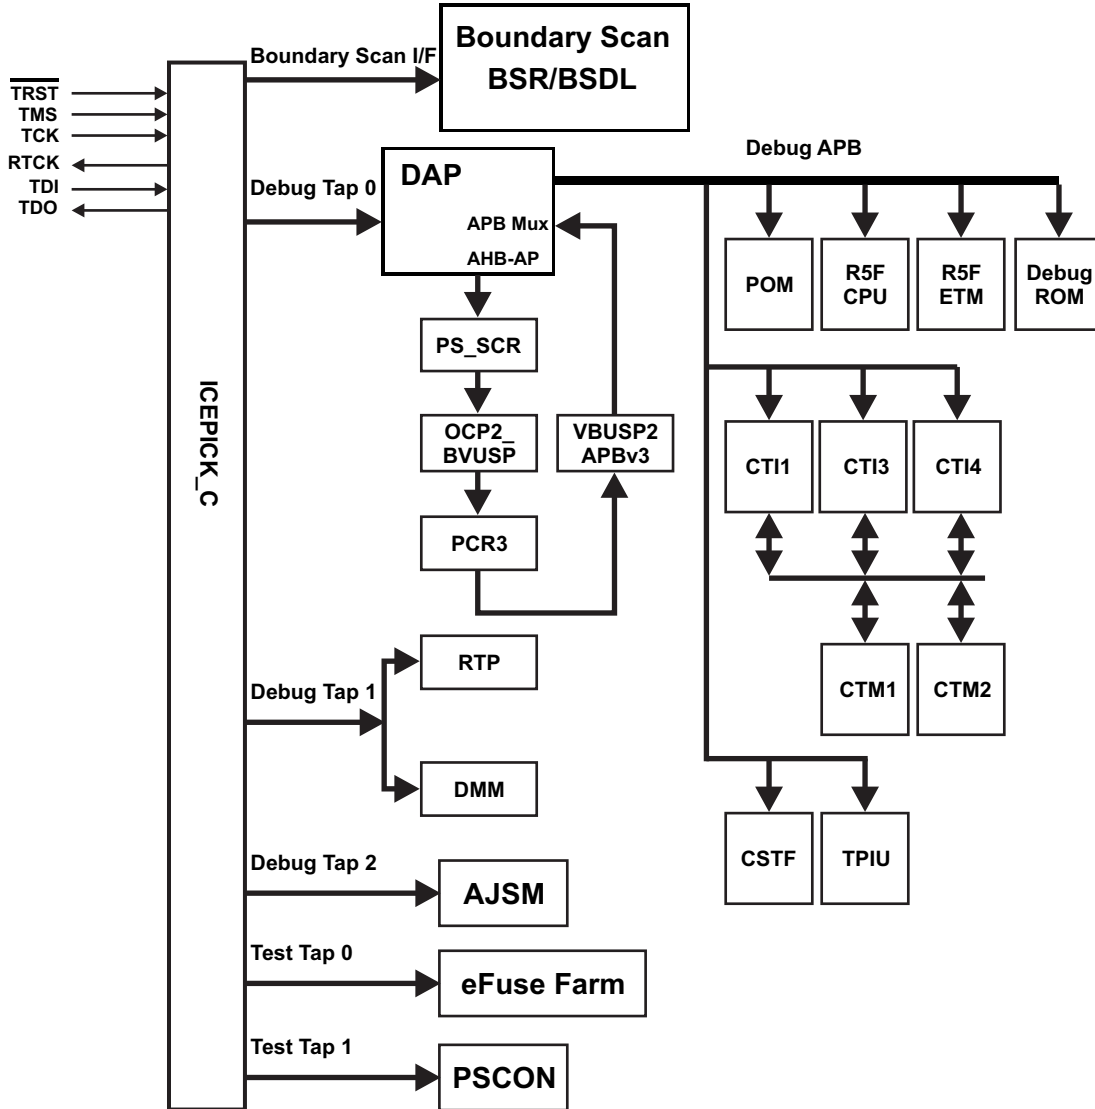 Boundary Scan I/F
Boundary Scan
BSR/BSDL
TRST
TMS
TCK
RTCK
TDI
TDO
ICEPICK_C
Debug Tap 0
DAP
APB Mux
AHB-AP
Debug APB
POM
R5F
CPU
R5F
ETM
Debug
ROM
PS_SCR
OCP2_
BVUSP
VBUSP2
APBv3
PCR3
CTI1
CTI3
CTI4
CTM1
CTM2
Debug Tap 1
RTP
DMM
CSTF
TPIU
Debug Tap 2
AJSM
Test Tap 0
eFuse Farm
Test Tap 1
PSCON